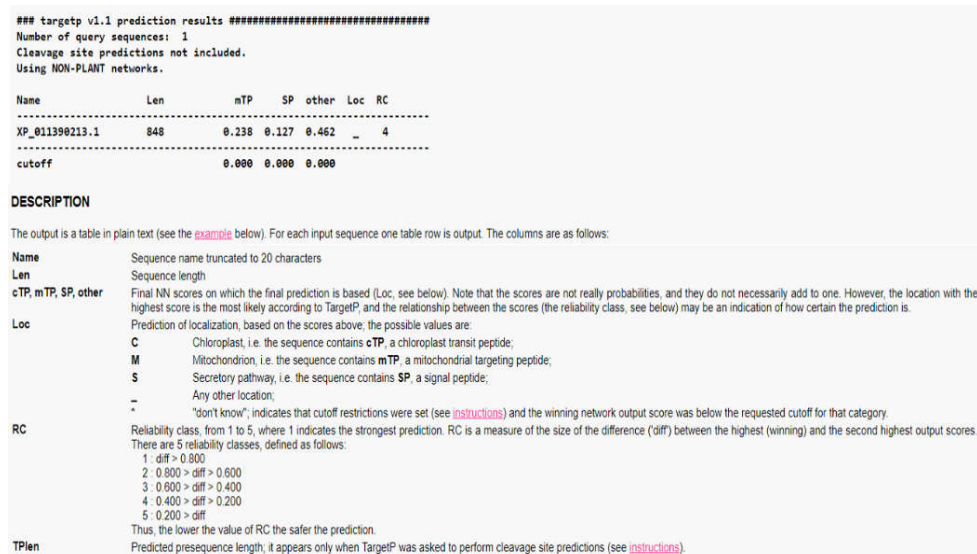 ### targetp v1.1 prediction results ##################################
Number of query sequences:  1
Cleavage site predictions not included.
Using NON-PLANT networks.
Name Len mTP SP other Loc RC
----------------------------------------------------------------------
XP_011390213.1 848 0.238 0.127 0.462 _ 4
----------------------------------------------------------------------
cutoff 0.000 0.000 0.000
DESCRIPTION
The output is a table in plain text (see the example below). For each input sequence one table row is output. The columns are as follows:
Name Sequence name truncated to 20 characters
Len Sequence length
cTP, mTP, SP, other Final NN scores on which the final prediction is based (Loc, see below). Note that the scores are not really probabilities, and they do not necessarily add to one. However, the location with the
highest score is the most likely according to TargetP, and the relationship between the scores (the reliability class, see below) may be an indication of how certain the prediction is.
Loc Prediction of localization, based on the scores above; the possible values are:
C Chloroplast, i.e. the sequence contains cTP, a chloroplast transit peptide;
M Mitochondrion, i.e. the sequence contains mTP, a mitochondrial targeting peptide;
S Secretory pathway, i.e. the sequence contains SP, a signal peptide;
_ Any other location;
* "don't know"; indicates that cutoff restrictions were set (see instructions) and the winning network output score was below the requested cutoff for that category.
RC Reliability class, from 1 to 5, where 1 indicates the strongest prediction. RC is a measure of the size of the difference ('diff') between the highest (winning) and the second highest output scores.
There are 5 reliability classes, defined as follows:
1 : diff > 0.800
2 : 0.800 > diff > 0.600
3 : 0.600 > diff > 0.400
4 : 0.400 > diff > 0.200
5 : 0.200 > diff
Thus, the lower the value of RC the safer the prediction.
TPlen Predicted presequence length; it appears only when TargetP was asked to perform cleavage site predictions (see instructions).